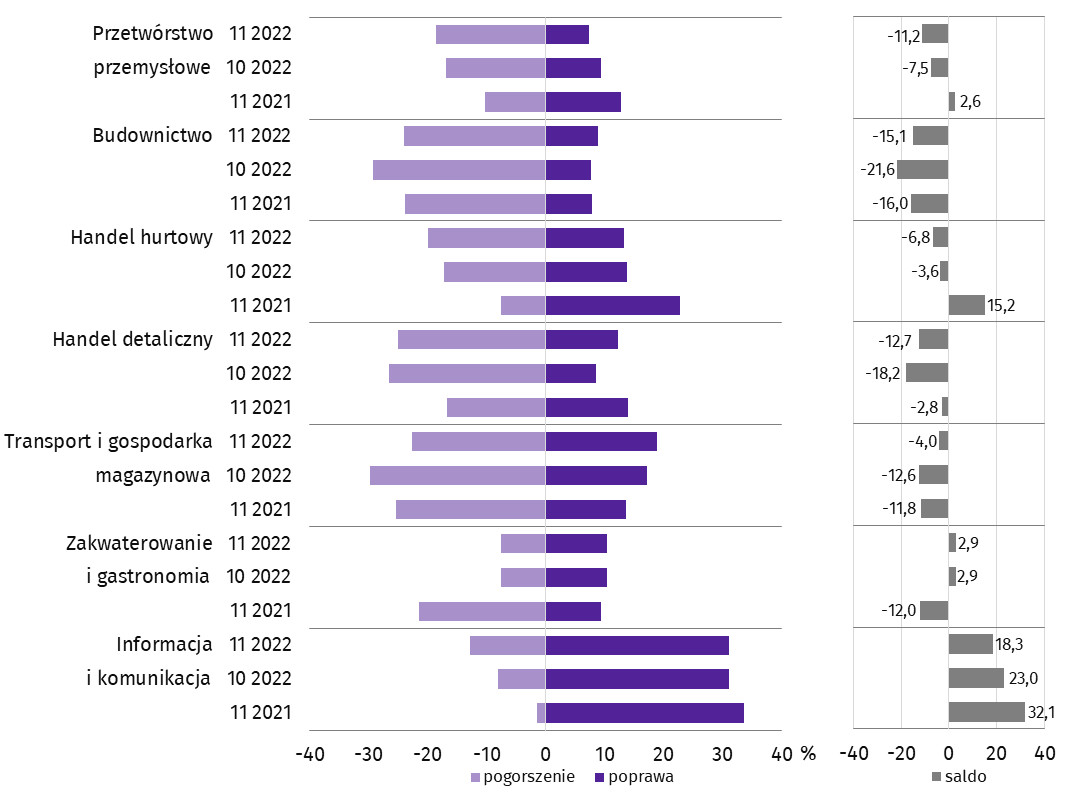 Przetwórstwo 11 2022 -11,2
przemysłowe 10 2022 -7,5
11 2021 2,6
Budownictwo 11 2022 -15,1
10 2022 -21,6
11 2021 -16,0
Handel hurtowy 11 2022 -6,8
10 2022 -3,6
11 2021 15,2
Handel detaliczny 11 2022 -12,7
10 2022 -18,2
11 2021 -2,8
Transport i gospodarka 11 2022 -4,0
magazynowa 10 2022 -12,6
11 2021 -11,8
Zakwaterowanie 11 2022 2,9
i gastronomia 10 2022 2,9
11 2021 -12,0
Informacja 11 2022 18,3
i komunikacja 10 2022 23,0
11 2021 32,1
-40 -30 -20 -10 0 10 20 30 40 % -40 -20 0 20 40
pogorszenie poprawa saldo